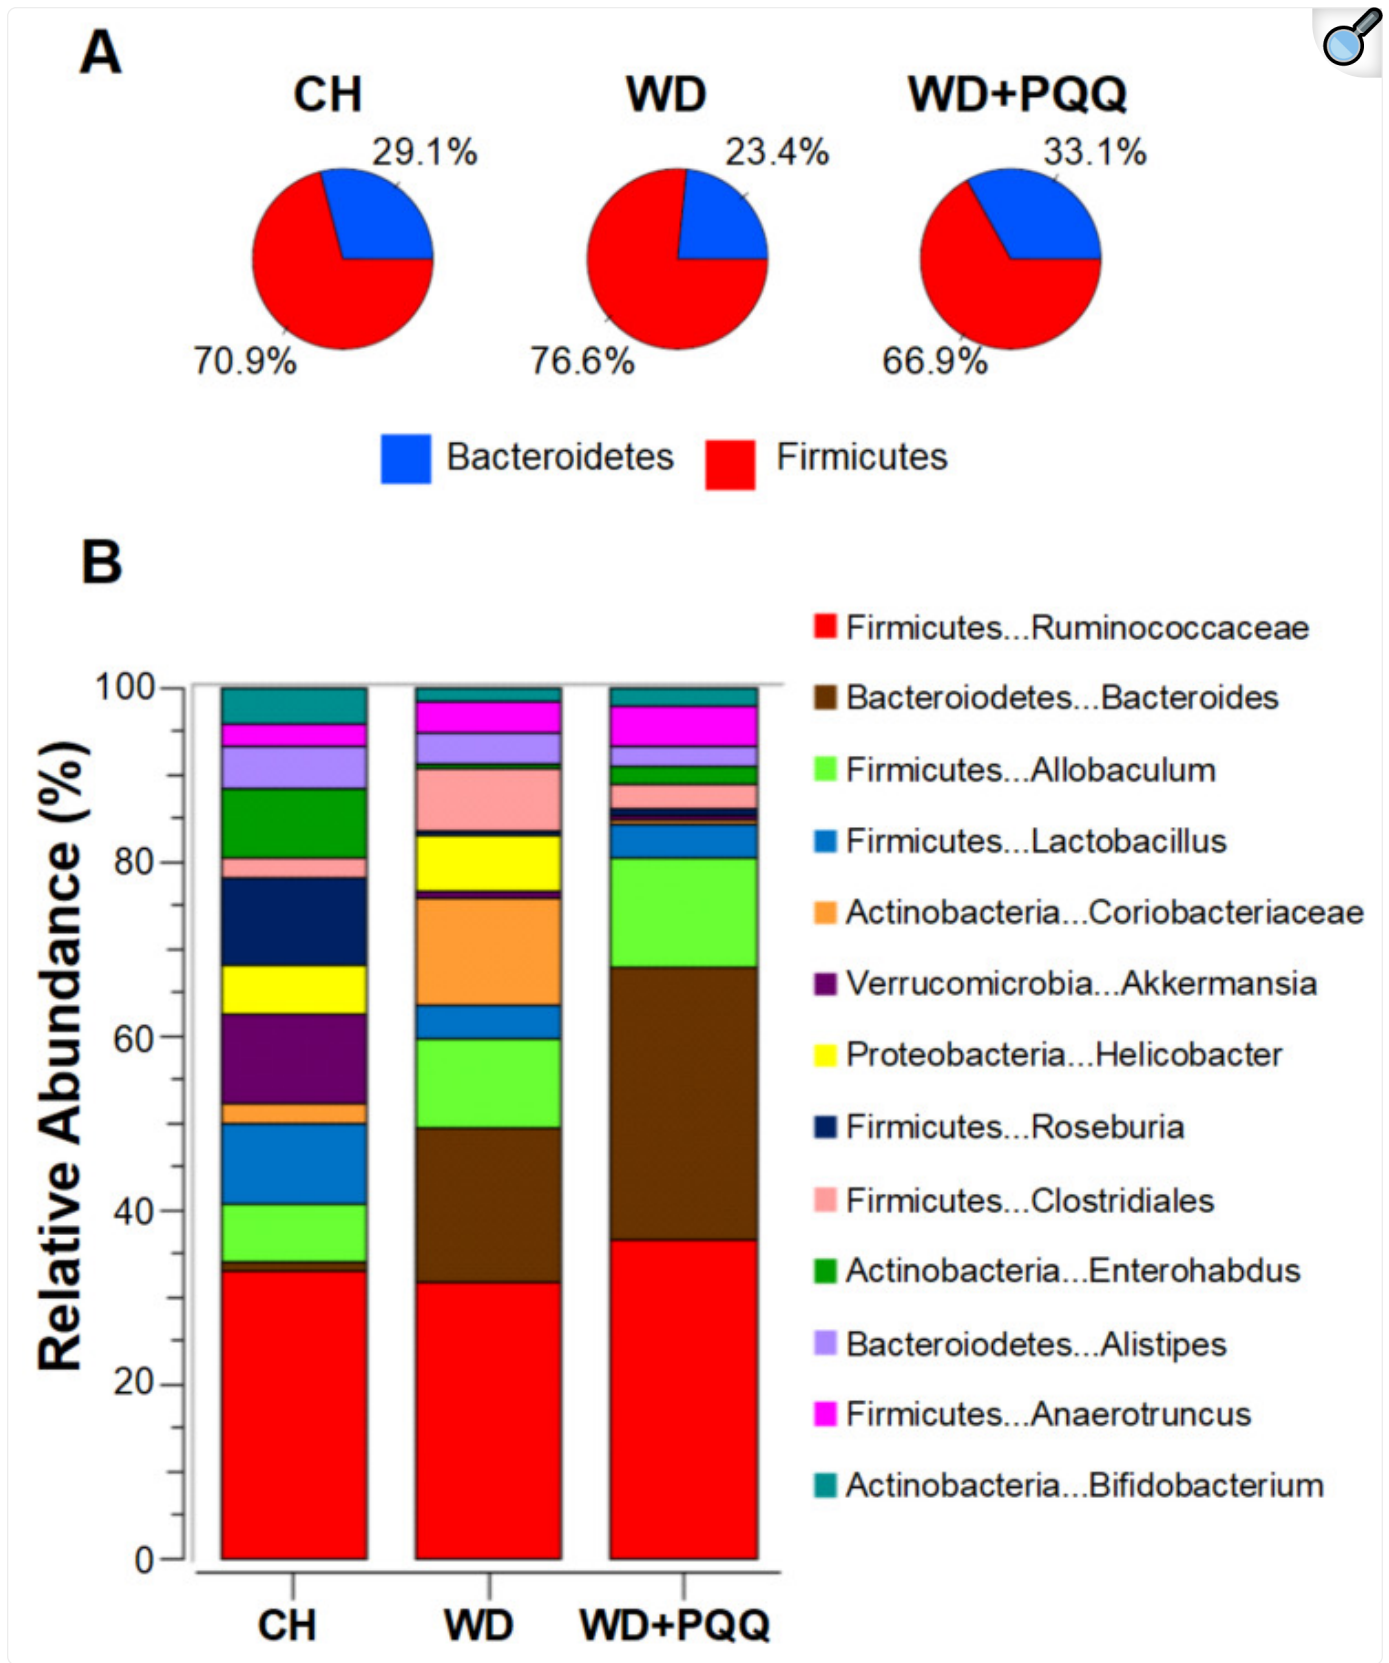 A
CH
WD
WD+PQQ
29.1%
23.4%
33.1%
70.9%
76.6%
66.9%
Bacteroidetes
Firmicutes
B
Relative Abundance (%)
100
80
60
40
20
0
CH
WD
WD+PQQ
Firmicutes...Ruminococcaceae
Bacteroiodetes...Bacteroides
Firmicutes...Allobaculum
Firmicutes...Lactobacillus
Actinobacteria...Coriobacteriaceae
Verrucomicrobia...Akkermansia
Proteobacteria...Helicobacter
Firmicutes...Roseburia
Firmicutes...Clostridiales
Actinobacteria...Enterohabdus
Bacteroiodetes...Alistipes
Firmicutes...Anaerotruncus
Actinobacteria...Bifidobacterium